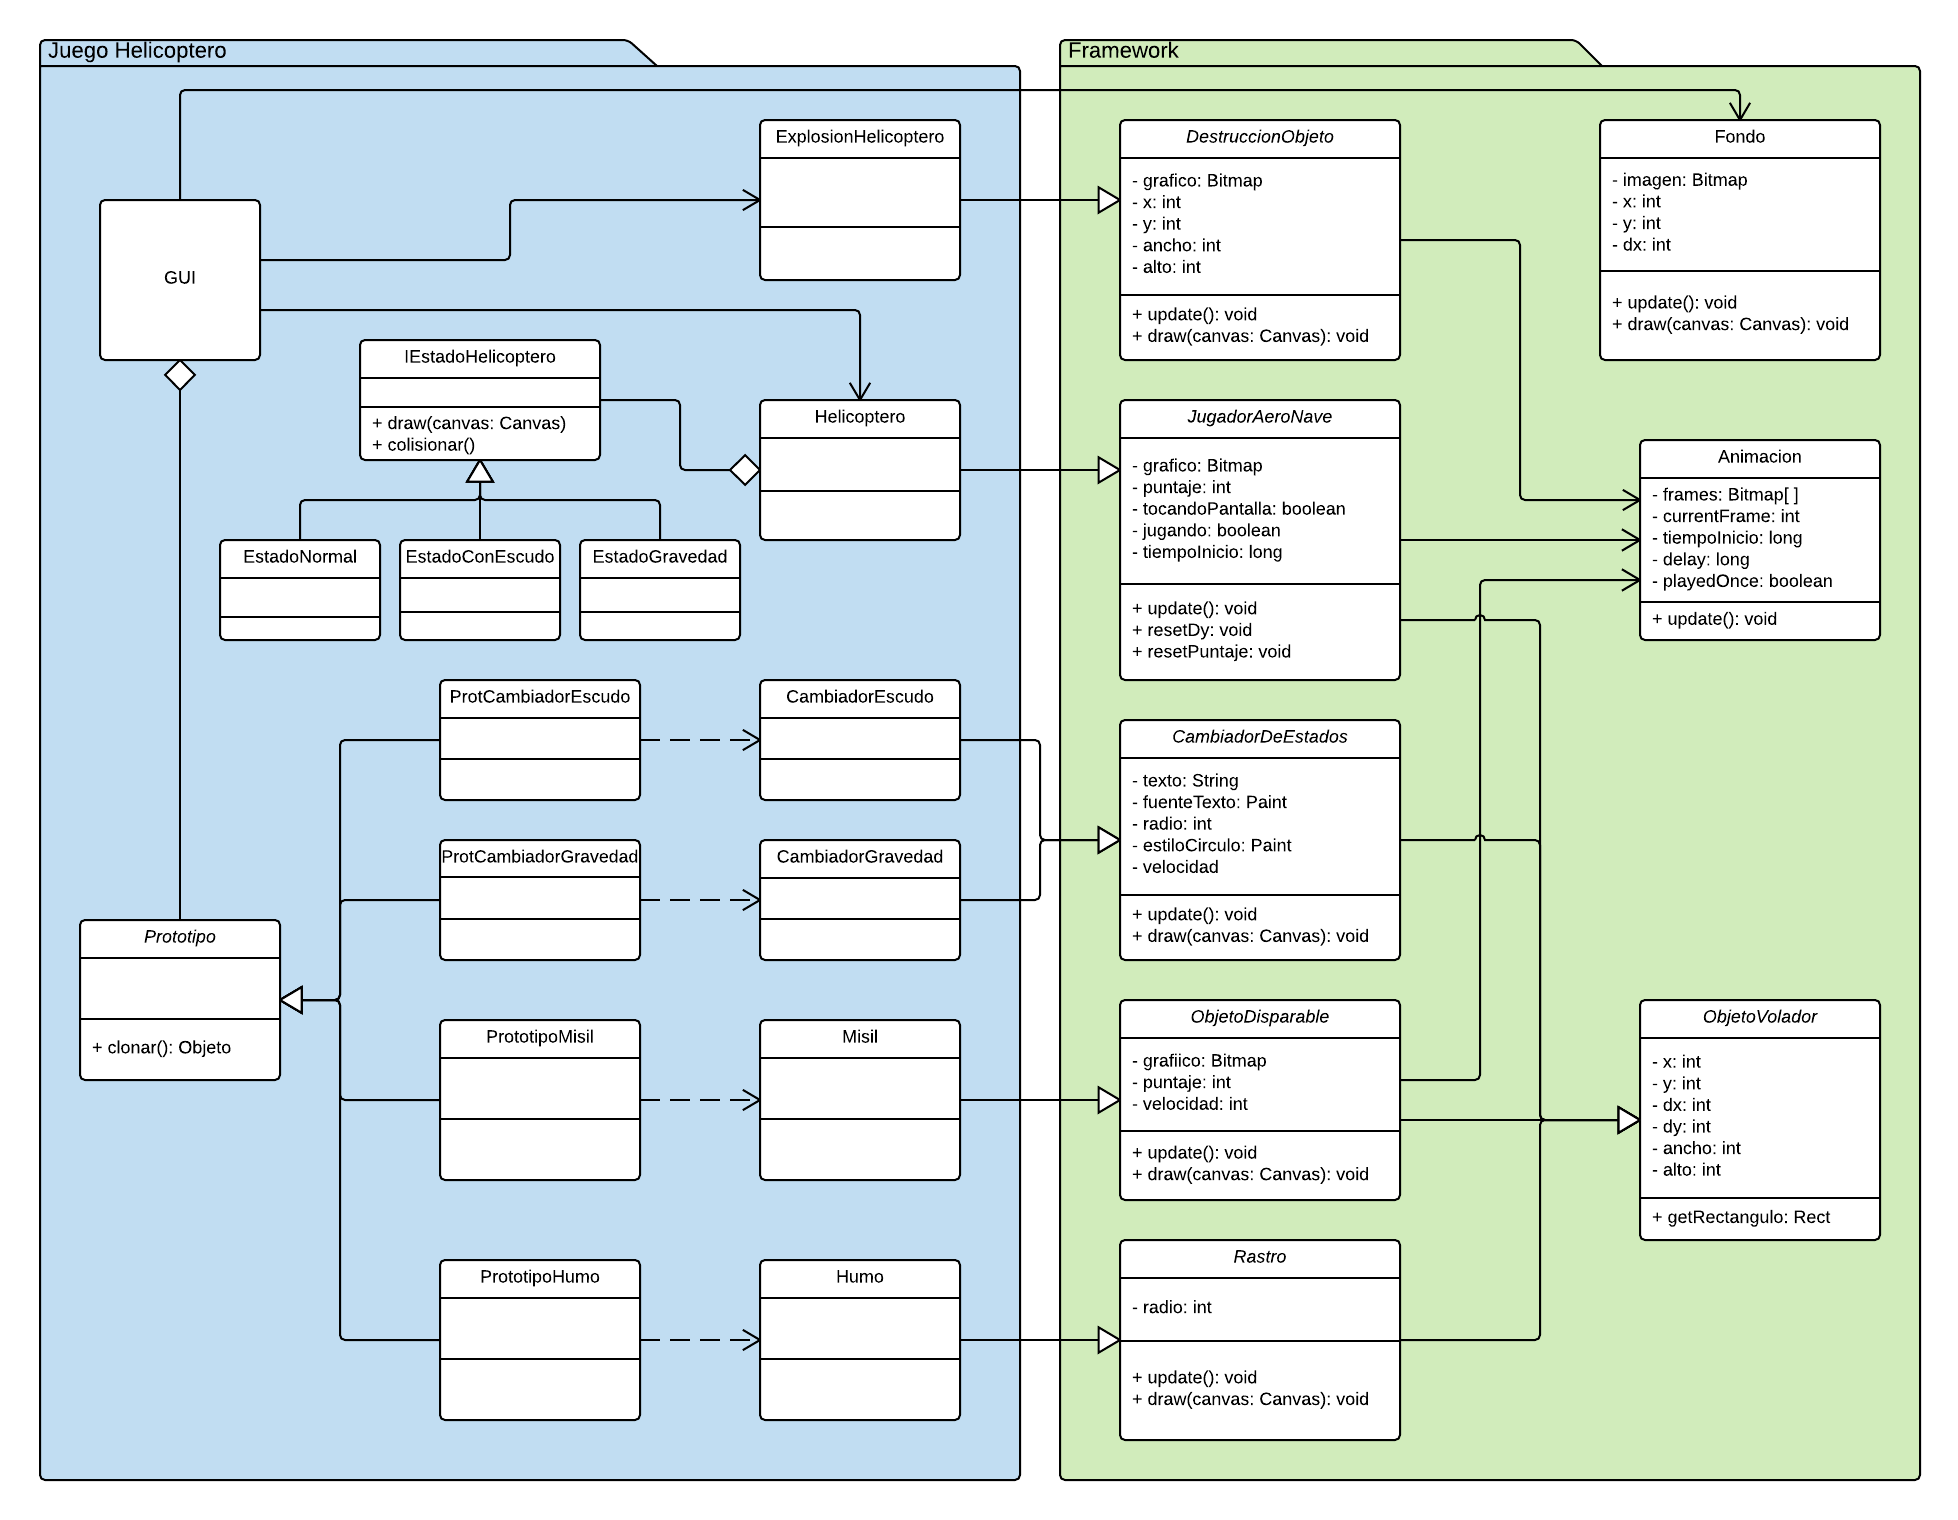 Juego Helicoptero
GUI
ExplosionHelicoptero
IEstadoHelicoptero
+ draw(canvas: Canvas)
+ colisionar()
Helicoptero
EstadoNormal
EstadoConEscudo
EstadoGravedad
ProtCambiadorEscudo
CambiadorEscudo
ProtCambiadorGravedad
CambiadorGravedad
Prototipo
+ clonar(): Objeto
PrototipoMisil
Misil
PrototipoHumo
Humo
Framework
DestruccionObjeto
- grafico: Bitmap
- x: int
- y: int
- ancho: int
- alto: int
+ update(): void
+ draw(canvas: Canvas): void
Fondo
- imagen: Bitmap
- x: int
- y: int
- dx: int
+ update(): void
+ draw(canvas: Canvas): void
JugadorAeroNave
- grafico: Bitmap
- puntaje: int
- tocandoPantalla: boolean
- jugando: boolean
- tiempoInicio: long
+ update(): void
+ resetDy: void
+ resetPuntaje: void
Animacion
- frames: Bitmap[ ]
- currentFrame: int
- tiempoInicio: long
- delay: long
- playedOnce: boolean
+ update(): void
CambiadorDeEstados
- texto: String
- fuenteTexto: Paint
- radio: int
- estiloCirculo: Paint
- velocidad
+ update(): void
+ draw(canvas: Canvas): void
ObjetoDisparable
- grafiico: Bitmap
- puntaje: int
- velocidad: int
+ update(): void
+ draw(canvas: Canvas): void
ObjetoVolador
- x: int
- y: int
- dx: int
- dy: int
- ancho: int
- alto: int
+ getRectangulo: Rect
Rastro
- radio: int
+ update(): void
+ draw(canvas: Canvas): void